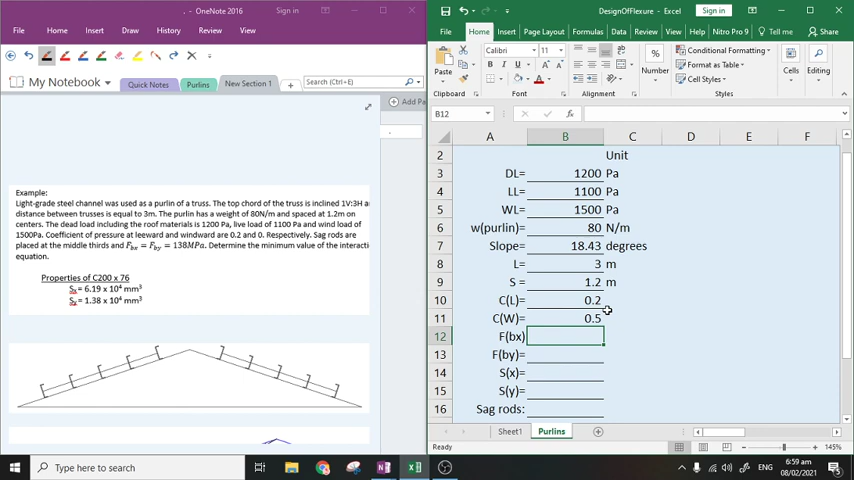 . - OneNote 2016
Sign in
File
Home
Insert
Draw
History
Review
View
My Notebook
Quick Notes
Purlins
New Section 1
Search (Ctrl+E)
Add Pa
Example:
Light-grade steel channel was used as a purlin of a truss. The top chord of the truss is inclined 1V:3H a
distance between trusses is equal to 3m. The purlin has a weight of 80N/m and spaced at 1.2m on
centers. The dead load including the roof materials is 1200 Pa, live load of 1100 Pa and wind load of
1500Pa. Coefficient of pressure at leeward and windward are 0.2 and 0. Respectively. Sag rods are
placed at the middle thirds and F_bx = F_by = 138MPa. Determine the minimum value of the interacti
equation.
Properties of C200 x 76
Sx = 6.19 x 10⁴ mm³
Sy = 1.38 x 10⁴ mm³
DesignOfFlexure - Excel
Sign in
File Home Insert Page Layout Formulas Data Review View Nitro Pro 9 Tell me Share
Paste
Calibri 11
B I U
%
Number
Conditional Formatting
Format as Table
Cell Styles
Cells
Editing
Clipboard
Font
Alignment
Styles
B12
fx
A B C D E F
2 Unit
3 DL= 1200 Pa
4 LL= 1100 Pa
5 WL= 1500 Pa
6 w(purlin)= 80 N/m
7 Slope= 18.43 degrees
8 L= 3 m
9 S = 1.2 m
10 C(L)= 0.2
11 C(W)= 0.5
12 F(bx)
13 F(by)=
14 S(x)=
15 S(y)=
16 Sag rods:
Sheet1 Purlins
Ready
145%
Type here to search
ENG
6:59 am
08/02/2021